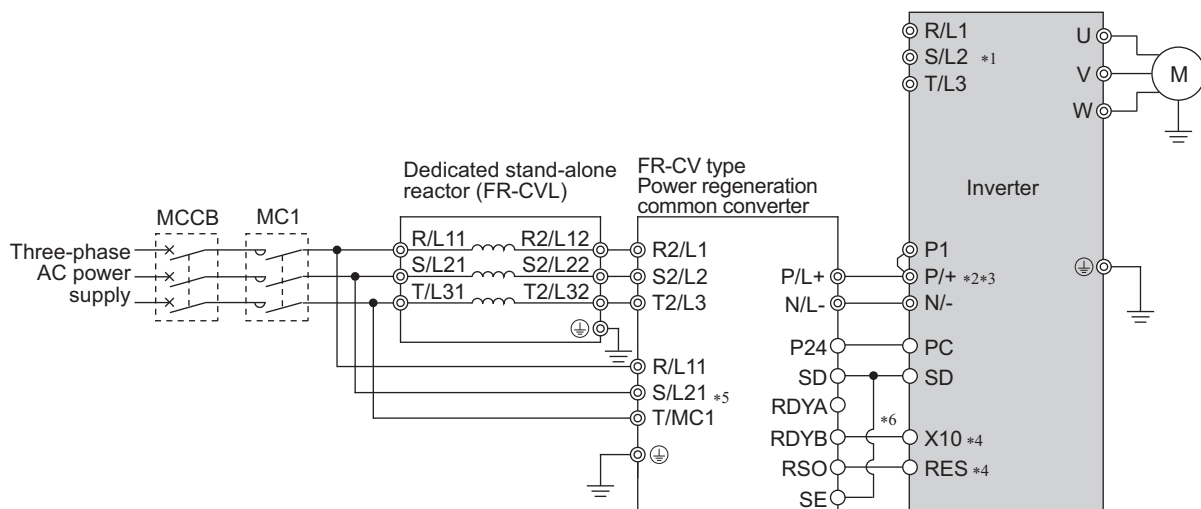 R/L1
S/L2 *1
T/L3
U
V
W
M
Dedicated stand-alone
reactor (FR-CVL)
FR-CV type
Power regeneration
common converter
Inverter
MCCB
MC1
Three-phase
AC power
supply
R/L11
R2/L12
S/L21
S2/L22
T/L31
T2/L32
R2/L1
S2/L2
T2/L3
R/L11
S/L21 *5
T/MC1
P/L+
N/L-
P24
SD
RDYA
RDYB
RSO
SE
*6
P1
P/+ *2*3
N/-
PC
SD
X10 *4
RES *4